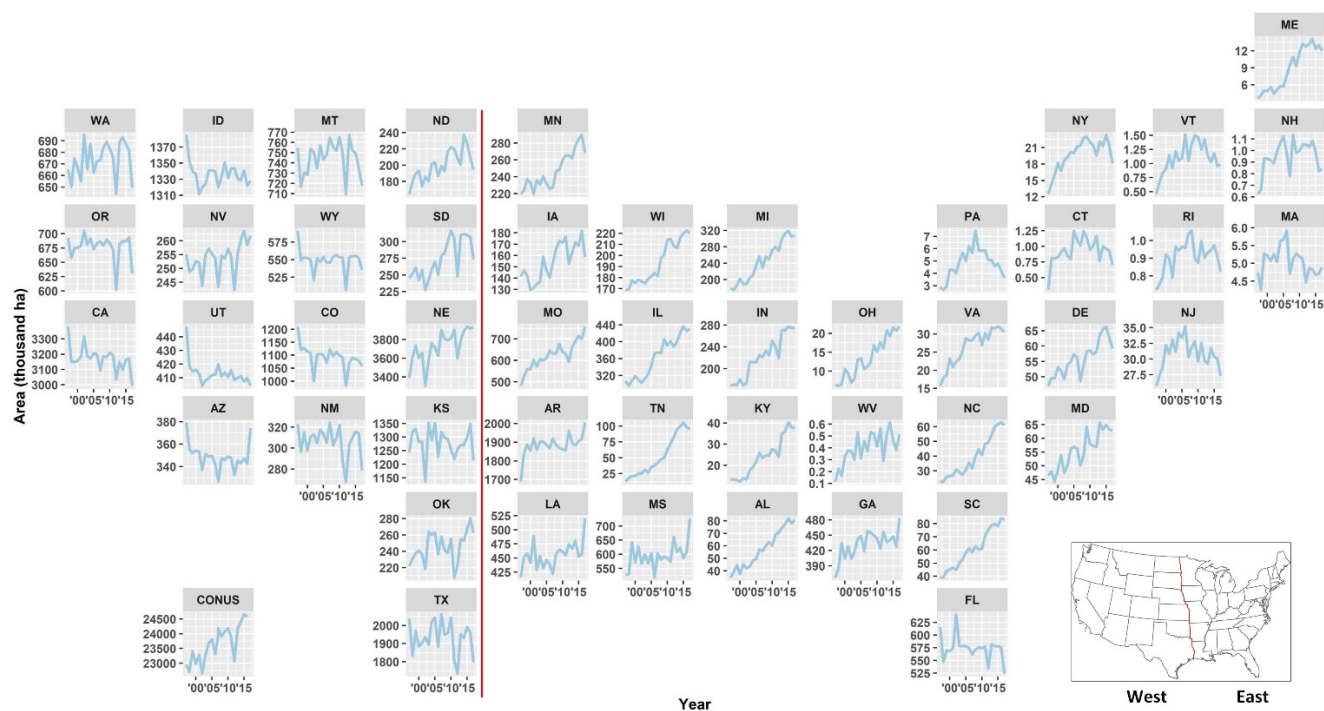 ME
12
9
6
WA ID MT ND MN NY VT NH
690 680 670 660 650
1370 1350 1330 1310
770 760 750 740 730 720 710
240 220 200 180 160
280 260 240 220
21 18 15 12
1.50 1.25 1.00 0.75 0.50
1.1 1.0 0.9 0.8 0.7 0.6
OR NV WY SD IA WI MI PA CT RI MA
700 675 650 625 600
260 255 250 245
575 550 525
300 275 250 225
180 170 160 150 140 130
220 210 200 190 180 170
320 280 240 200
7 6 5 4 3
1.25 1.00 0.75 0.50
1.0 0.9 0.8
6.0 5.5 5.0 4.5
CA UT CO NE MO IL IN OH VA DE NJ
3300 3200 3100 3000
440 430 420 410
1200 1150 1100 1050 1000
3800 3600 3400
700 600 500
440 400 360 320
360 280 240 200 160
20 15 10 5
30 25 20 15
65 60 55 50
35.0 32.5 30.0 27.5
'00'05'10'15
'00'05'10'15
AZ NM KS AR TN KY WV NC MD
380 360 340
320 300 280
1350 1300 1250 1200 1150
2000 1900 1800 1700
100 75 50 25
40 30 20
0.6 0.5 0.4 0.3 0.2 0.1
60 50 40 30
65 60 55 50 45
'00'05'10'15 '00'05'10'15
'00'05'10'15
OK LA MS AL GA SC
280 260 240 220
525 500 475 450 425
700 650 600 550
80 70 60 50 40
480 450 420 390
80 70 60 50 40
'00'05'10'15 '00'05'10'15 '00'05'10'15 '00'05'10'15
CONUS TX FL
24500 24000 23500 23000
2000 1900 1800
625 600 575 550 525
'00'05'10'15 '00'05'10'15 '00'05'10'15
Area (thousand ha)
Year
West East